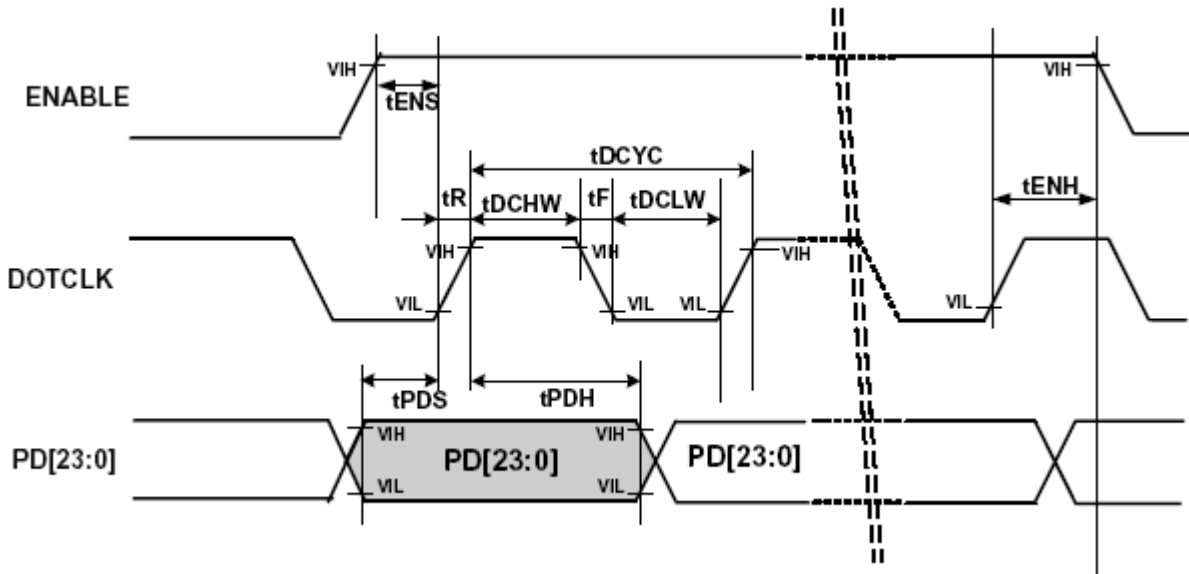 VIH
VIH
ENABLE
tENS
tDCYC
tENH
tR
tDCHW
tF
tDCLW
VIH
VIH
VIH
DOTCLK
VIL
VIL
VIL
VIL
tPDS
tPDH
VIH
VIH
PD[23:0]
PD[23:0]
PD[23:0]
VIL
VIL